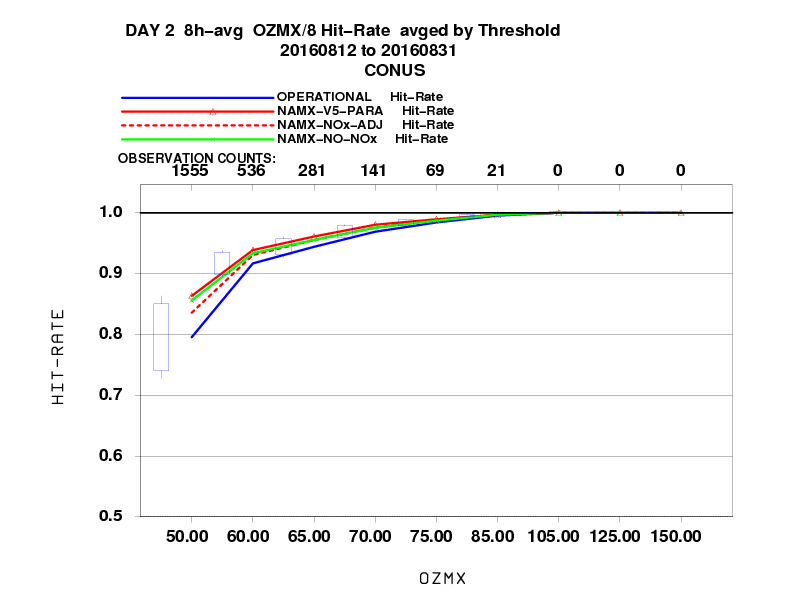 DAY 2 8h-avg OZMX/8 Hit-Rate avged by Threshold
20160812 to 20160831
CONUS
OPERATIONAL Hit-Rate
NAMX-V5-PARA Hit-Rate
NAMX-NOx-ADJ Hit-Rate
NAMX-NO-NOx Hit-Rate
OBSERVATION COUNTS:
1555 536 281 141 69 21 0 0 0
1.0
0.9
0.8
0.7
0.6
0.5
HIT-RATE
50.00 60.00 65.00 70.00 75.00 85.00 105.00 125.00 150.00
OZMX